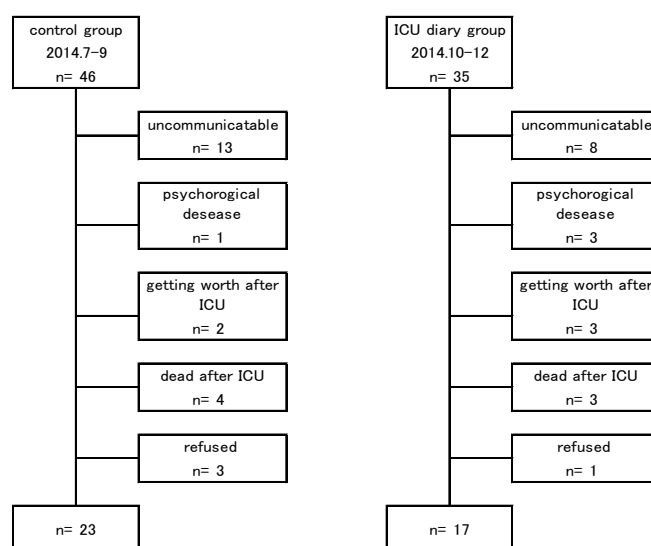 control group
2014.7-9
n= 46
uncommunicatable
n= 13
psychorogical
desease
n= 1
getting worth after
ICU
n= 2
dead after ICU
n= 4
refused
n= 3
n= 23
ICU diary group
2014.10-12
n= 35
uncommunicatable
n= 8
psychorogical
desease
n= 3
getting worth after
ICU
n= 3
dead after ICU
n= 3
refused
n= 1
n= 17